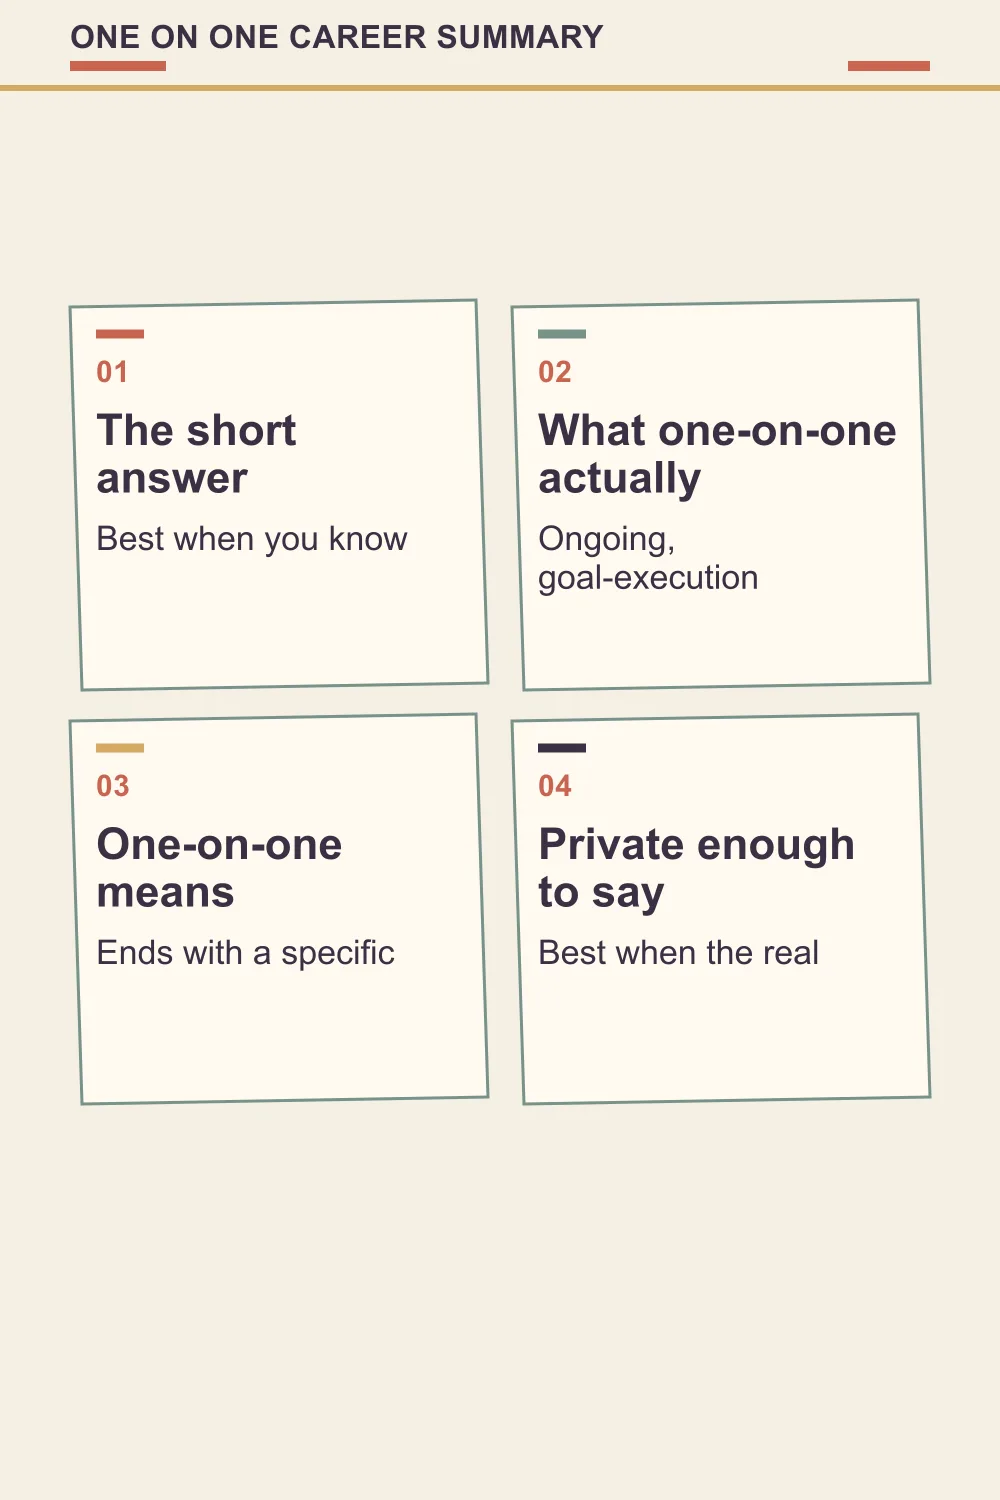 ONE ON ONE CAREER SUMMARY
01
The short
answer
Best when you know
02
What one-on-one
actually
Ongoing,
goal-execution
03
One-on-one
means
Ends with a specific
04
Private enough
to say
Best when the real